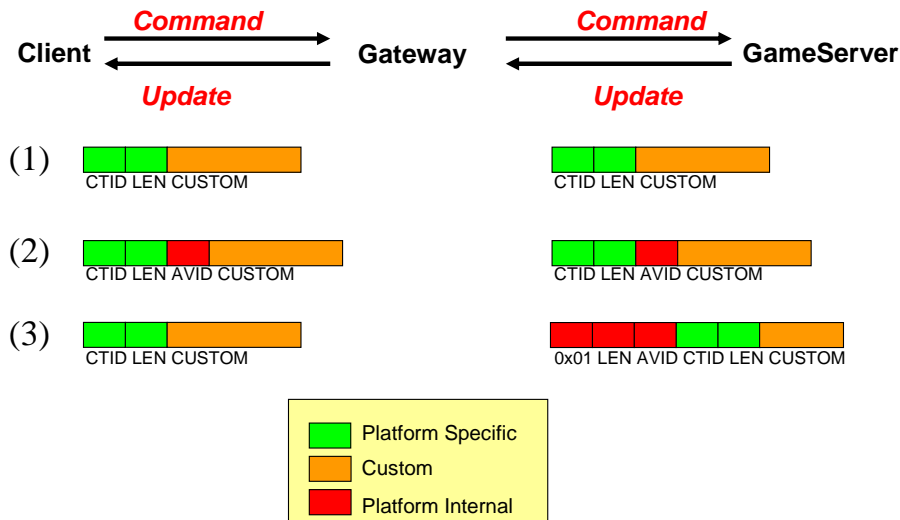 Command Command
Client Gateway GameServer
Update Update
(1)
CTID LEN CUSTOM CTID LEN CUSTOM
(2)
CTID LEN AVID CUSTOM CTID LEN AVID CUSTOM
(3)
CTID LEN CUSTOM 0x01 LEN AVID CTID LEN CUSTOM
Platform Specific
Custom
Platform Internal